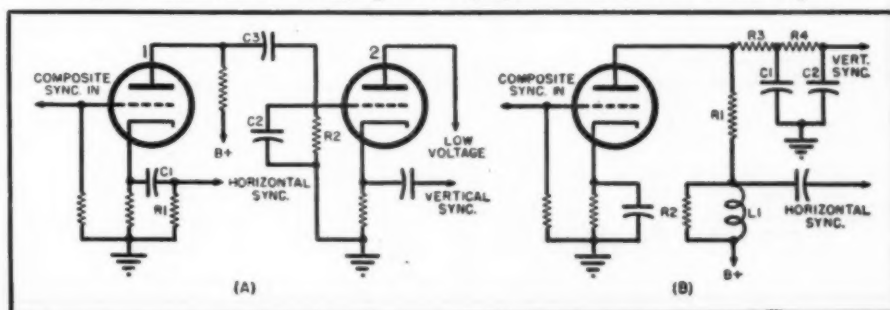 1
C3
2
R3
R4
COMPOSITE
SYNC. IN
COMPOSITE
SYNC. IN
C1
C2
VERT.
SYNC.
C2
R2
B+
LOW
VOLTAGE
R1
C1
HORIZONTAL
SYNC.
R1
VERTICAL
SYNC.
R2
L1
HORIZONTAL
SYNC.
B+
(A)
(B)